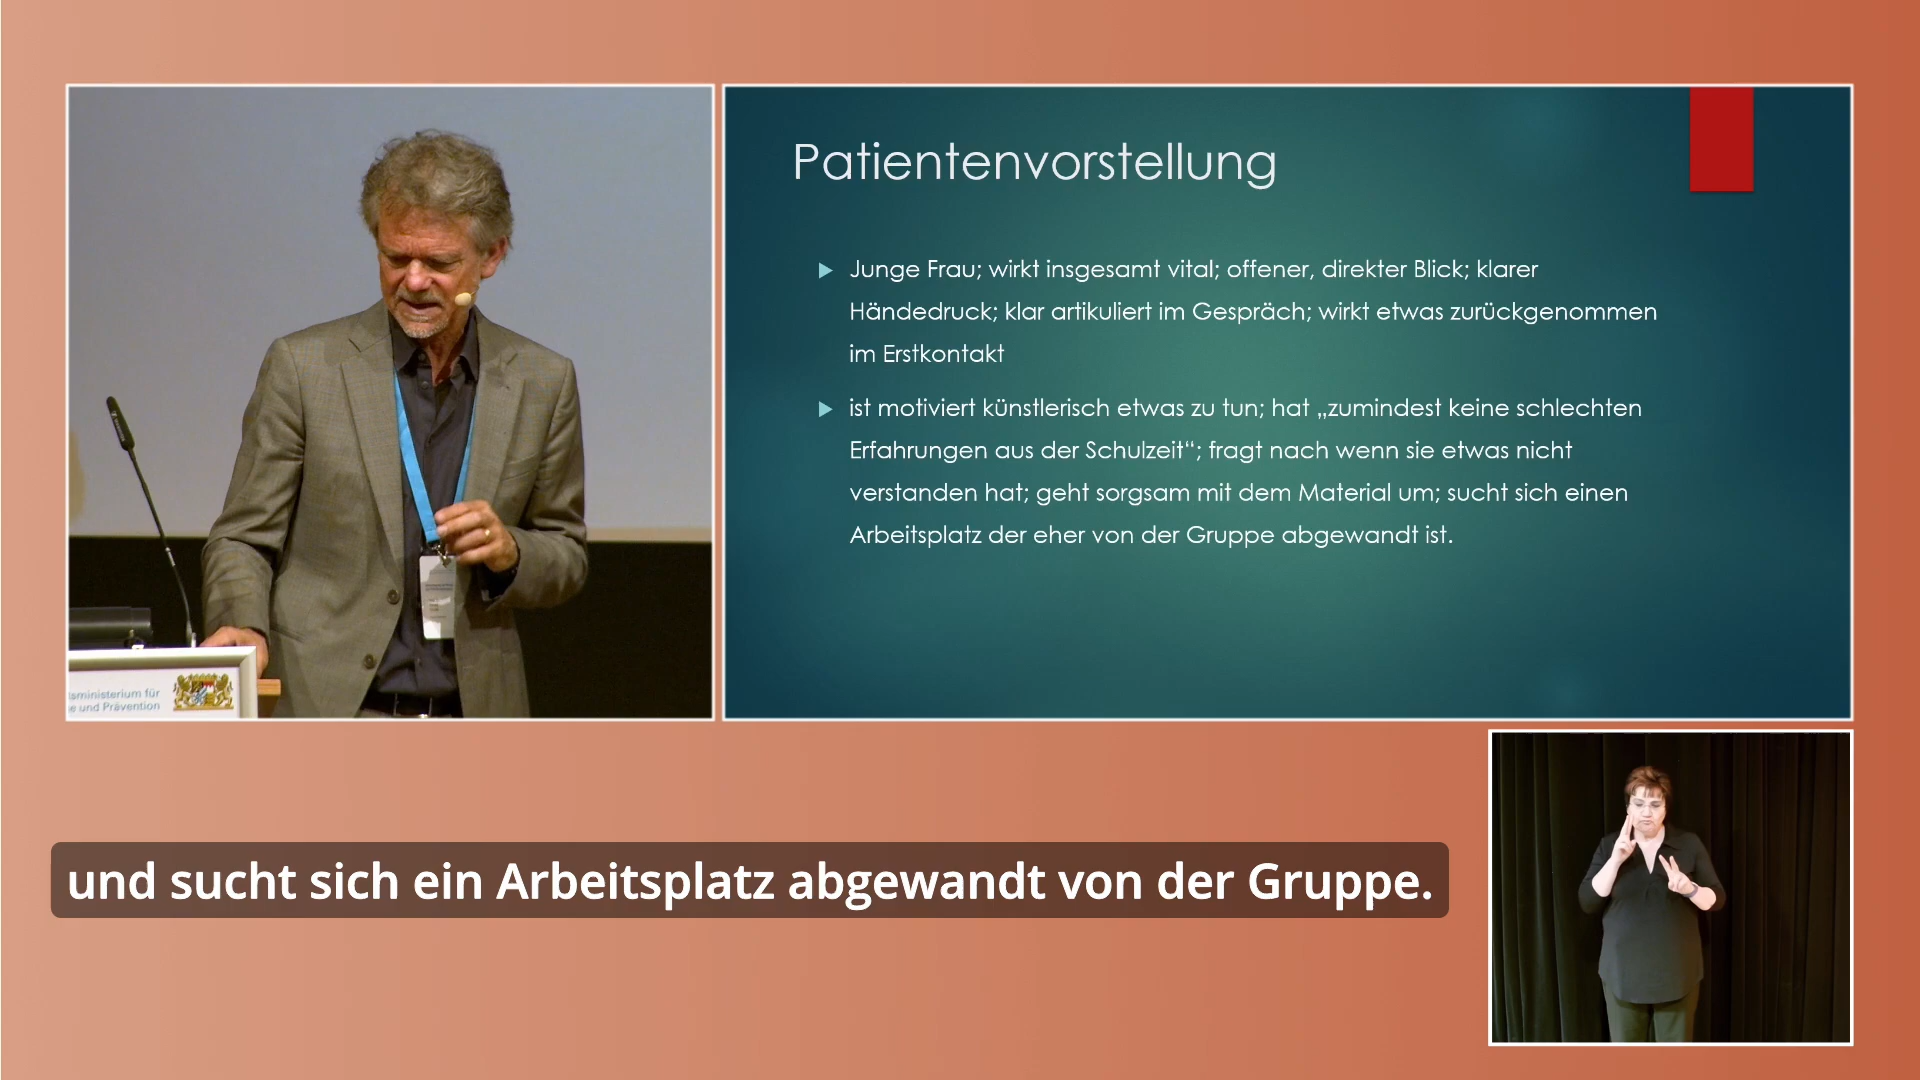 Patientenvorstellung
Junge Frau; wirkt insgesamt vital; offener, direkter Blick; klarer
Händedruck; klar artikuliert im Gespräch; wirkt etwas zurückgenommen
im Erstkontakt
ist motiviert künstlerisch etwas zu tun; hat „zumindest keine schlechten
Erfahrungen aus der Schulzeit“; fragt nach wenn sie etwas nicht
verstanden hat; geht sorgsam mit dem Material um; sucht sich einen
Arbeitsplatz der eher von der Gruppe abgewandt ist.
sministerium für
e und Prävention
und sucht sich ein Arbeitsplatz abgewandt von der Gruppe.